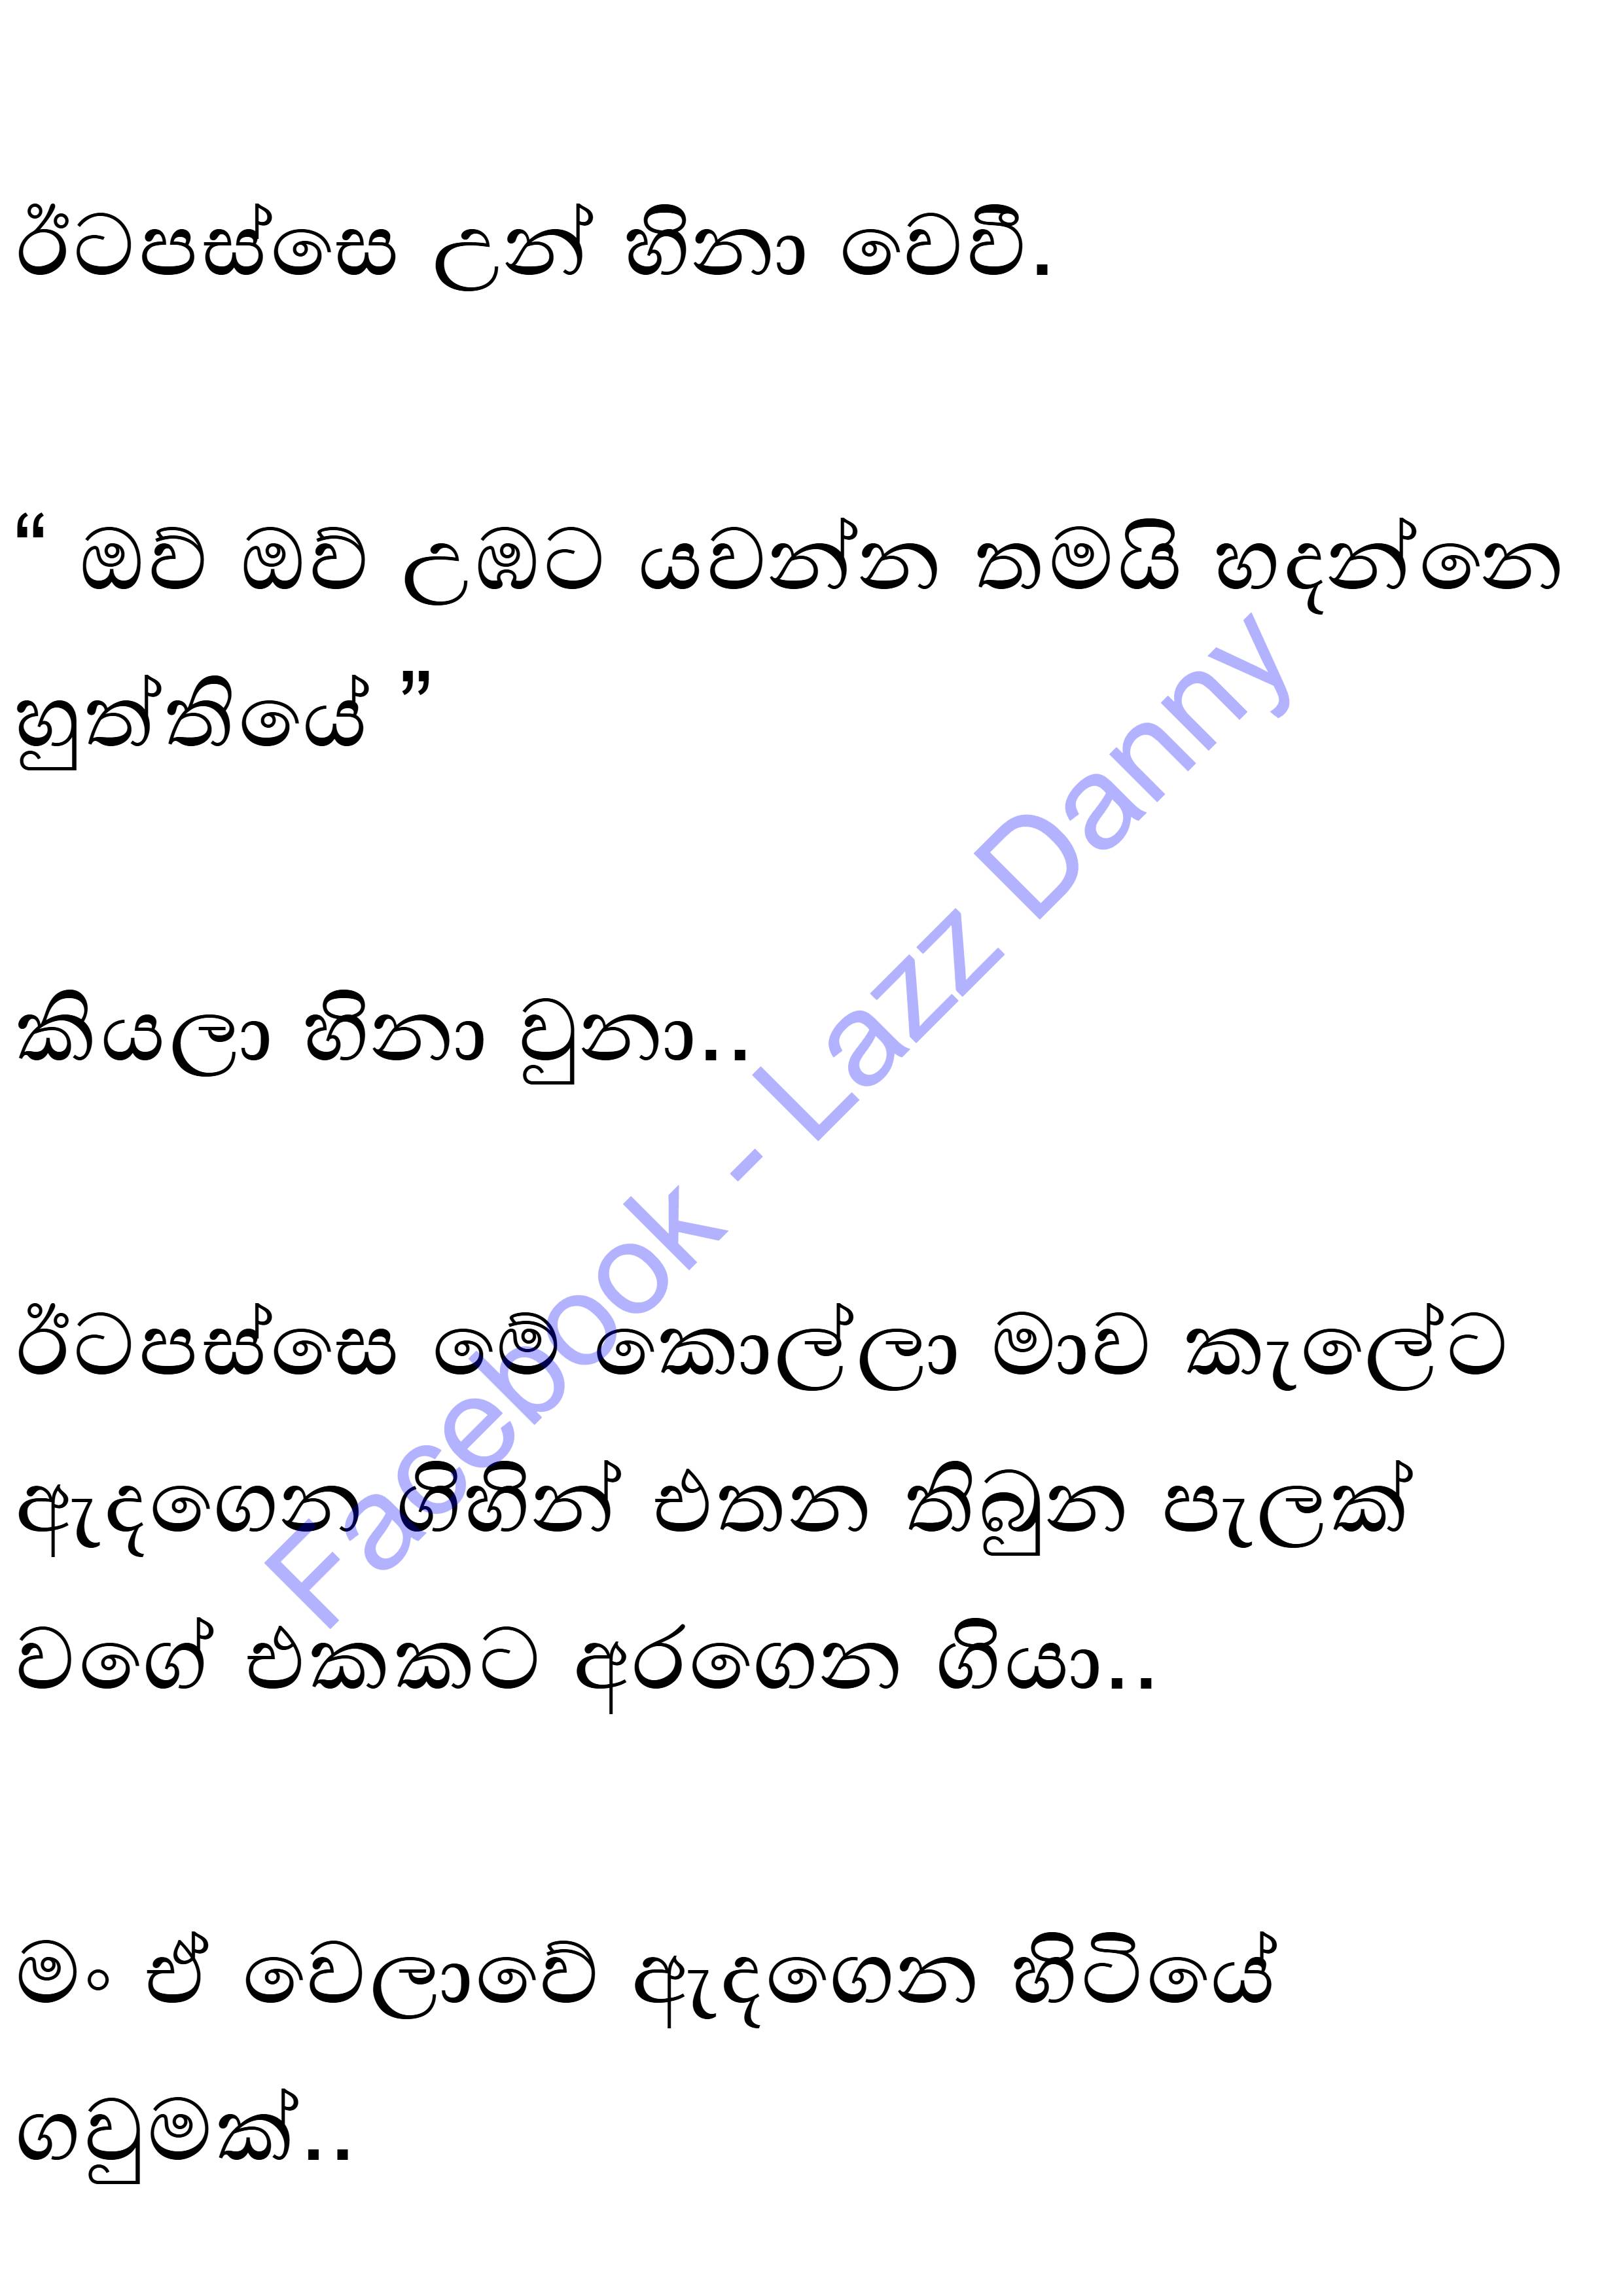 ඊටපස්සෙ උන් හිනා වෙවී.
“ ඔව් ඔව් උඹට යවන්න තමයි හදන්නෙ
හුත්තියේ ”
කියලා හිනා වුනා..
ඊටපස්සෙ මේ කොල්ලා මාව කැලේට
ඇදගෙන ගිහින් එතන තිබුන පැලක්
වගේ එකකට අරගෙන ගියා..
මං ඒ වෙලාවේ ඇදගෙන හිටියේ
ගවුමක්..
Facebook - Lazz Danny